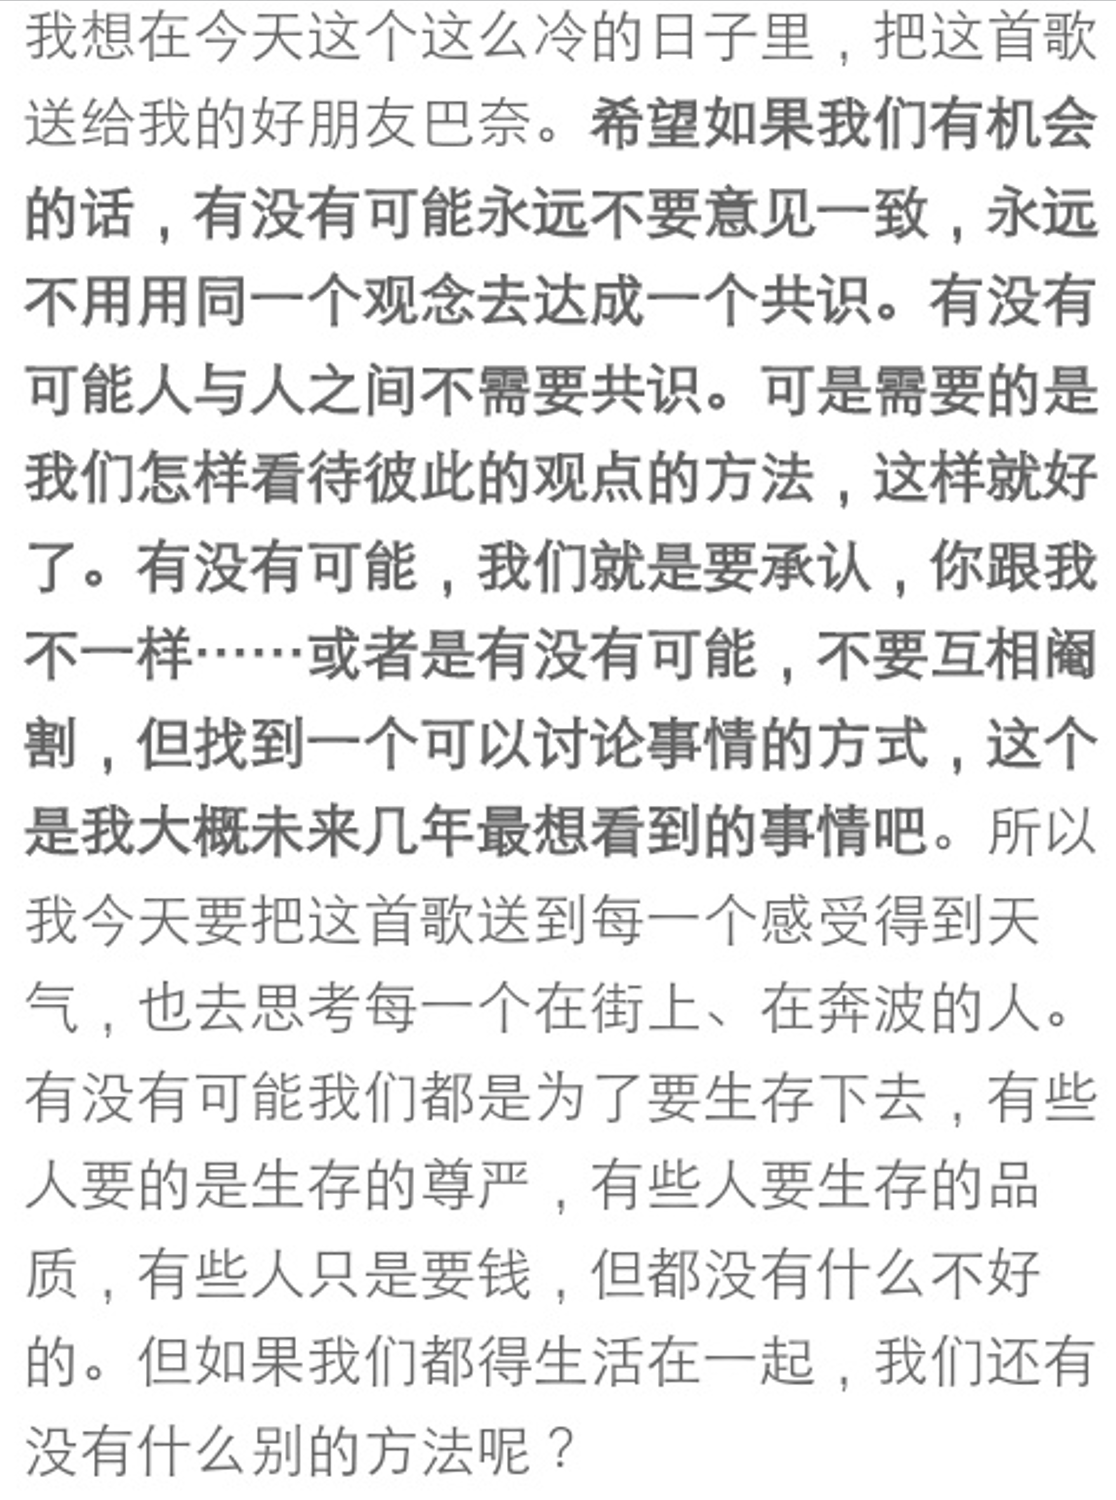 我想在今天这个这么冷的日子里，把这首歌
送给我的好朋友巴奈。希望如果我们有机会
的话，有没有可能永远不要意见一致，永远
不用用同一个观念去达成一个共识。有没有
可能人与人之间不需要共识。可是需要的是
我们怎样看待彼此的观点的方法，这样就好
了。有没有可能，我们就是要承认，你跟我
不一样……或者是有没有可能，不要互相阉
割，但找到一个可以讨论事情的方式，这个
是我大概未来几年最想看到的事情吧。所以
我今天要把这首歌送到每一个感受得到天
气，也去思考每一个在街上、在奔波的人。
有没有可能我们都是为了要生存下去，有些
人要的是生存的尊严，有些人要生存的品
质，有些人只是要钱，但都没有什么不好
的。但如果我们都得生活在一起，我们还有
没有什么别的方法呢？